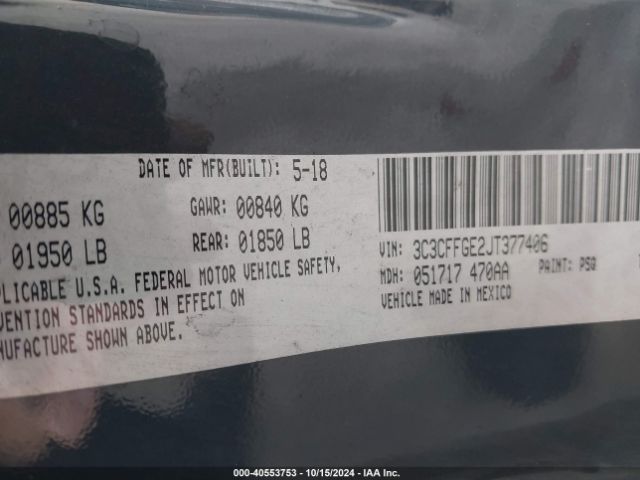 DATE OF MFR(BUILT): 5-18
00885 KG GAWR: 00840 KG
01950 LB REAR: 01850 LB
PLICABLE U.S.A. FEDERAL MOTOR VEHICLE SAFETY,
VENTION STANDARDS IN EFFECT ON
NUFACTURE SHOWN ABOVE.
VIN: 3C3CFFGE2JT377406
MDH: 051717 470AA PAINT: PSQ
VEHICLE MADE IN MEXICO
000-40553753 - 10/15/2024 - IAA Inc.